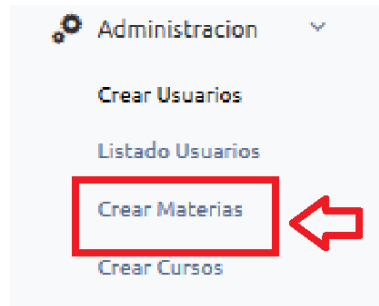 Administracion
Crear Usuarios
Listado Usuarios
Crear Materias
Crear Cursos